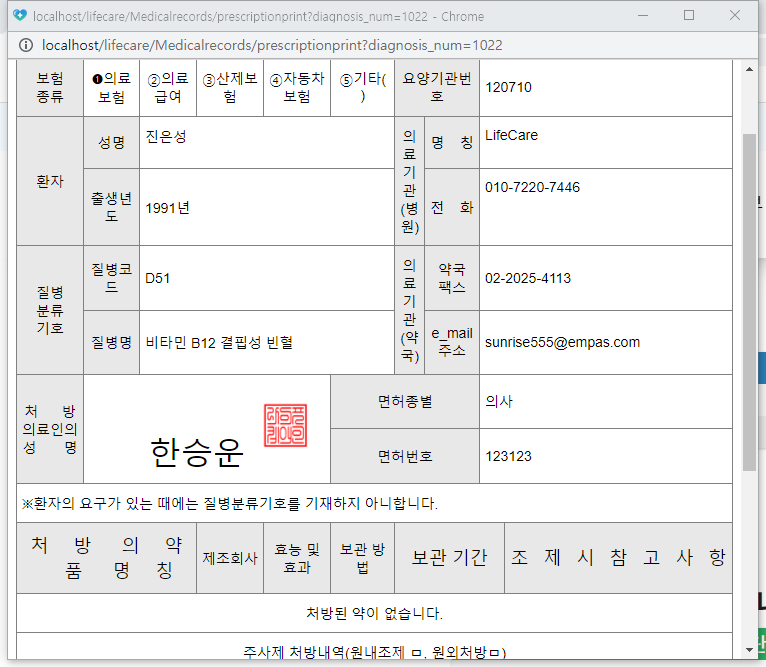 localhost/lifecare/Medicalrecords/prescriptionprint?diagnosis_num=1022 - Chrome
localhost/lifecare/Medicalrecords/prescriptionprint?diagnosis_num=1022
보험
종류
❶의료
보험
②의료
급여
③산제보
험
④자동차
보험
⑤기타(
)
요양기관번
호
120710
환자
성명
진은성
의
료
기
관
(병
원)
명 칭
LifeCare
출생년
도
1991년
전 화
010-7220-7446
질병
분류
기호
질병코
드
D51
의
료
기
관
(약
국)
약국
팩스
02-2025-4113
질병명
비타민 B12 결핍성 빈혈
e_mail
주소
sunrise555@empas.com
처 방
의료인의
성 명
한승운
면허종별
의사
면허번호
123123
※환자의 요구가 있는 때에는 질병분류기호를 기재하지 아니합니다.
처 방 의 약
품 명 칭
제조회사
효능 및
효과
보관 방
법
보관 기간
조 제 시 참 고 사 항
처방된 약이 없습니다.
주사제 처방내역(원내조제 ㅁ, 원외처방ㅁ)